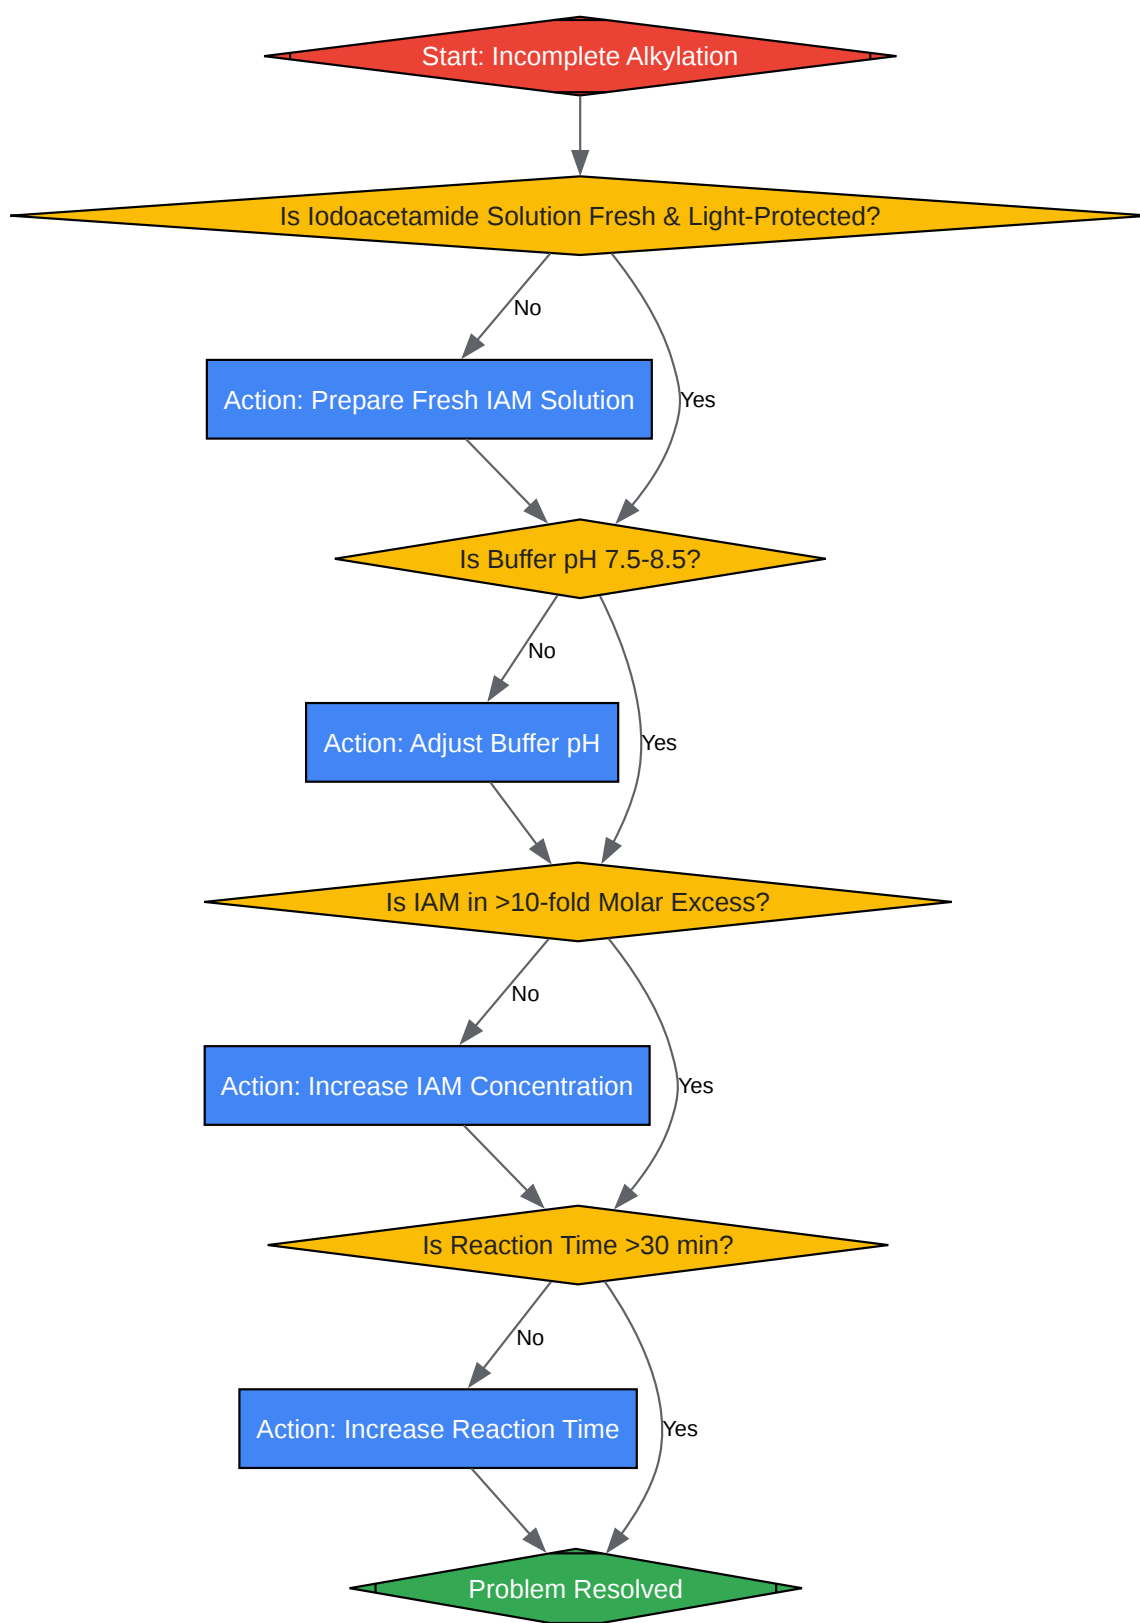 Start: Incomplete Alkylation
Is Iodoacetamide Solution Fresh & Light-Protected?
No
Action: Prepare Fresh IAM Solution
Yes
Is Buffer pH 7.5-8.5?
No
Action: Adjust Buffer pH
Yes
Is IAM in >10-fold Molar Excess?
No
Action: Increase IAM Concentration
Yes
Is Reaction Time >30 min?
No
Action: Increase Reaction Time
Yes
Problem Resolved